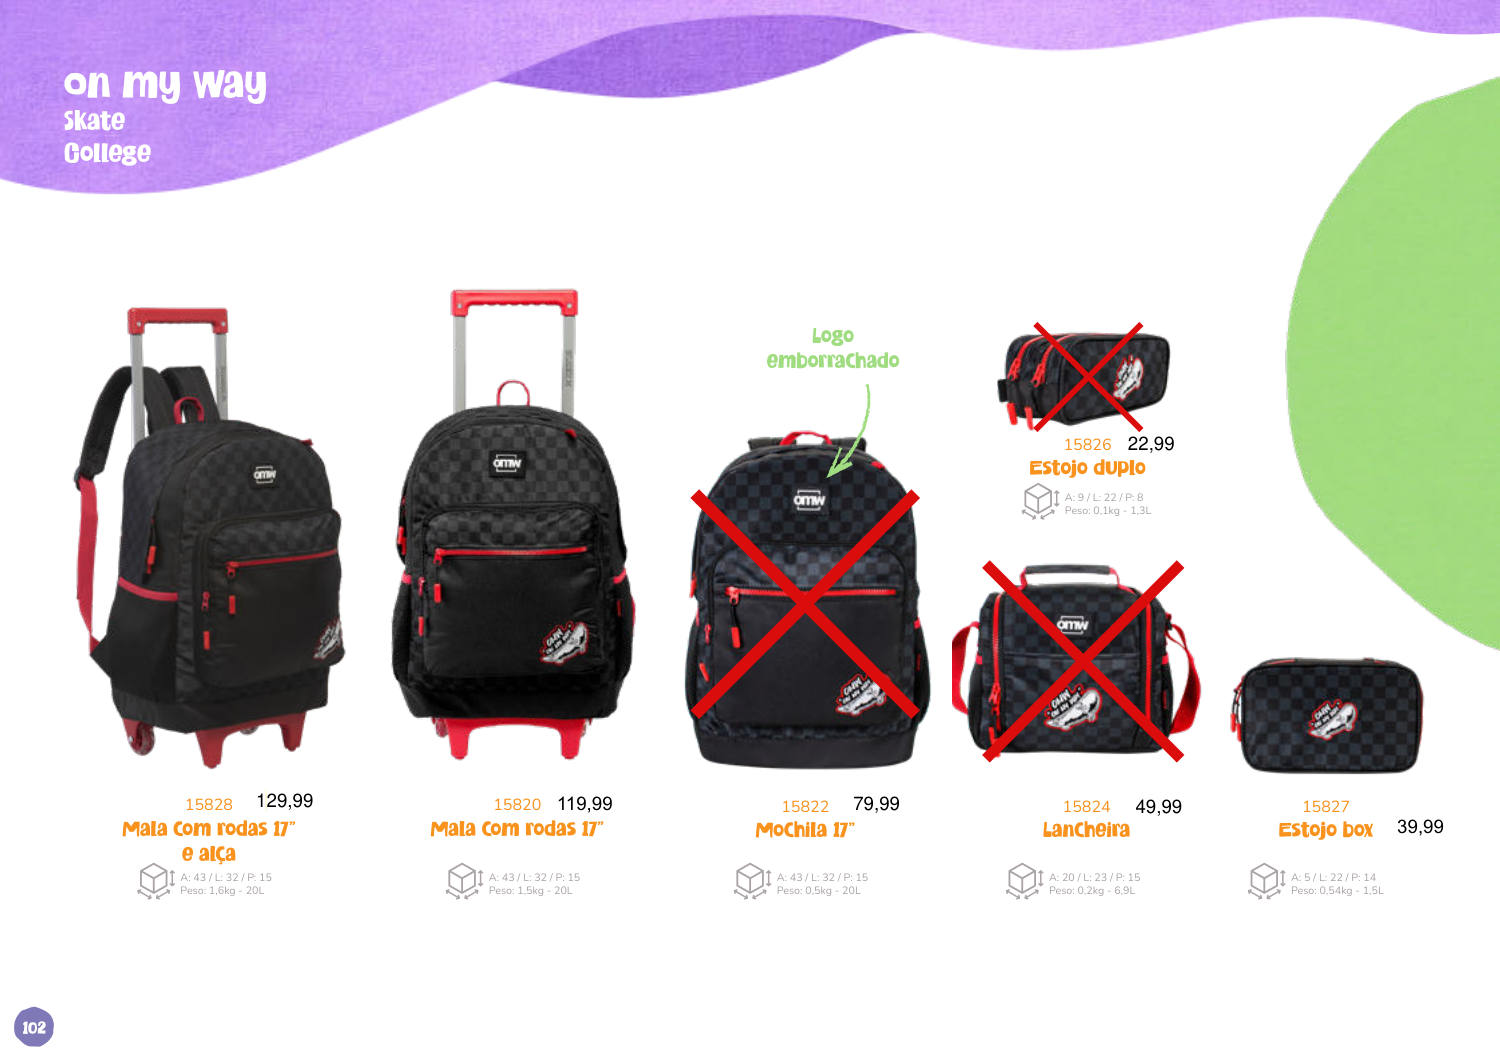 on my way
Skate
College
Logo
emborrachado
omw
omw
omw
omw
15826 22,99
Estojo duplo
A: 9 / L: 22 / P: 8
Peso: 0,1kg - 1,3L
15828 129,99
Mala com rodas 17"
e alça
A: 43 / L: 32 / P: 15
Peso: 1,6kg - 20L
15820 119,99
Mala com rodas 17"
A: 43 / L: 32 / P: 15
Peso: 1,5kg - 20L
15822 79,99
Mochila 17"
A: 43 / L: 32 / P: 15
Peso: 0,5kg - 20L
15824 49,99
Lancheira
A: 20 / L: 23 / P: 15
Peso: 0,2kg - 6,9L
15827
Estojo box 39,99
A: 5 / L: 22 / P: 14
Peso: 0,54kg - 1,5L
102